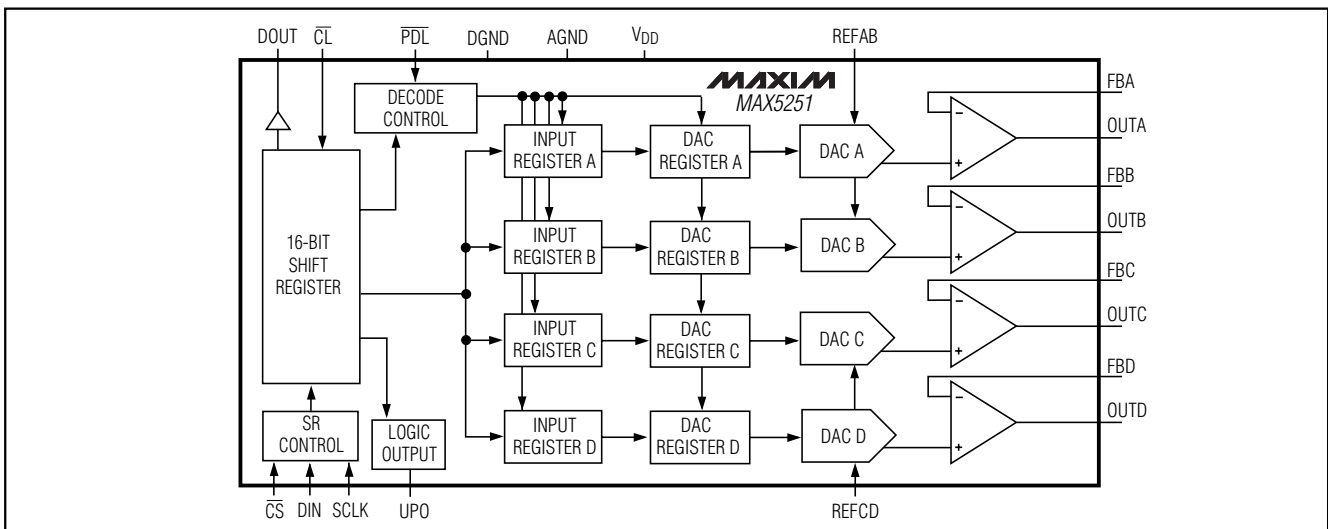 DOUT
CL
PDL
DGND
AGND
VDD
REFAB
MAXIM
MAX5251
FBA
DECODE
CONTROL
INPUT
REGISTER A
DAC
REGISTER A
DAC A
-
+
OUTA
FBB
16-BIT
SHIFT
REGISTER
INPUT
REGISTER B
DAC
REGISTER B
DAC B
-
+
OUTB
FBC
INPUT
REGISTER C
DAC
REGISTER C
DAC C
-
+
OUTC
FBD
SR
CONTROL
LOGIC
OUTPUT
INPUT
REGISTER D
DAC
REGISTER D
DAC D
-
+
OUTD
CS
DIN
SCLK
UPO
REFCD